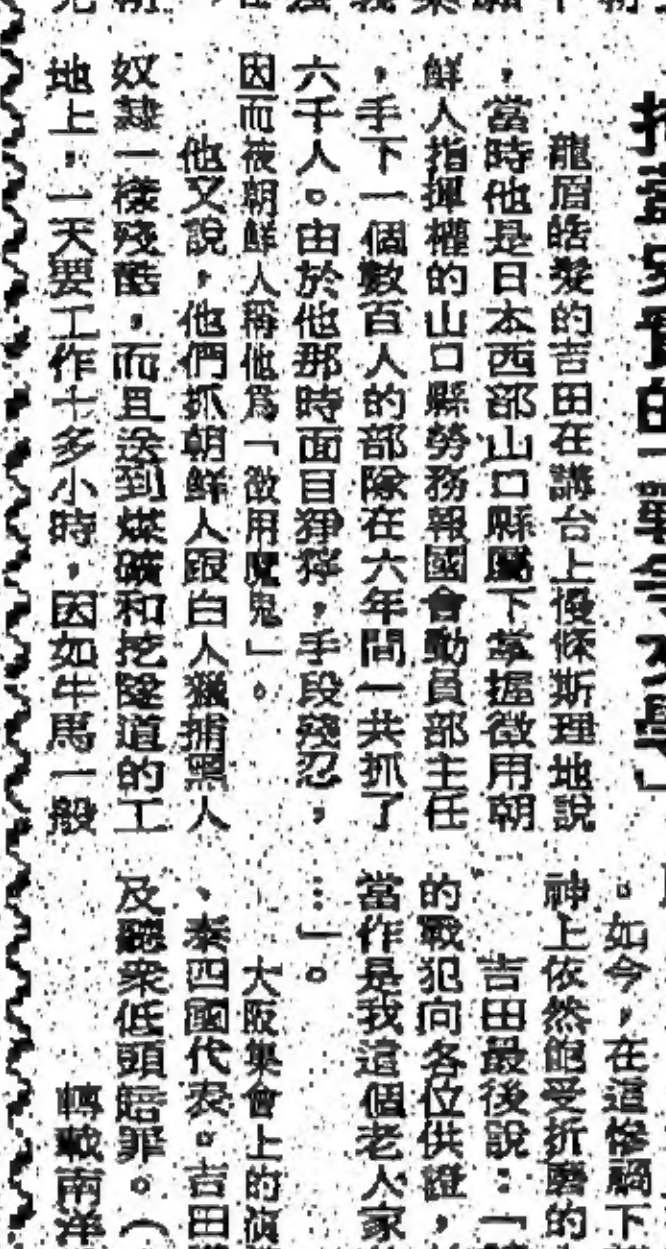 龍眉皓髮的吉田在講台上慢條斯理地說
，當時他是日本西部山口縣屬下掌握徵用朝
鮮人指揮權的山口縣勞務報國會動員部主任
，手下一個數百人的部隊在六年間一共抓了
六千人。由於他那時面目猙獰，手段殘忍，
因而被朝鮮人稱他爲「徵用魔鬼」。
他又說，他們抓朝鮮人跟白人獵捕黑人
奴隸一樣殘酷，而且送到煤礦和挖隧道的工
地上，一天要工作十多小時，因如牛馬一般
。如今，在這慘禍下
神上依然飽受折磨的
吉田最後說：「
的戰犯向各位供證，
當作是我這個老人家
…」。
大阪集會上的演
、泰四國代表。吉田
及聽衆低頭賠罪。（
轉載南洋